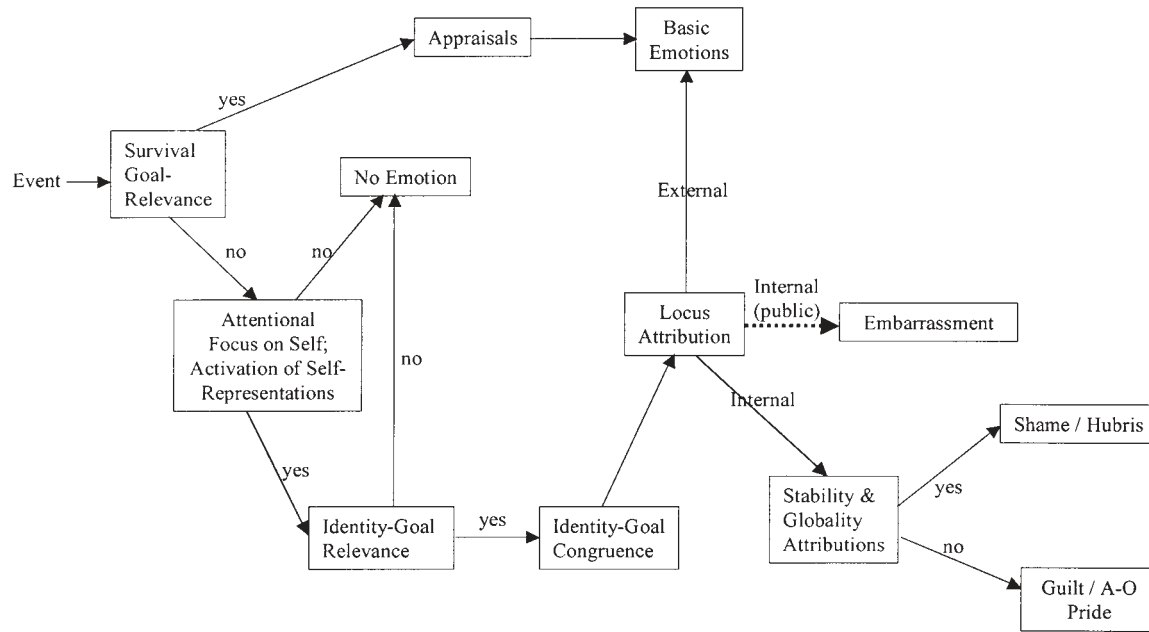 Appraisals
Basic
Emotions
yes
Survival
Goal-
Relevance
Event
No Emotion
External
no
no
Internal
(public)
Locus
Attribution
Embarrassment
Attentional
Focus on Self;
Activation of Self-
Representations
no
Internal
Shame / Hubris
yes
Stability &
Globality
Attributions
yes
Identity-Goal
Relevance
yes
Identity-Goal
Congruence
no
Guilt / A-O
Pride